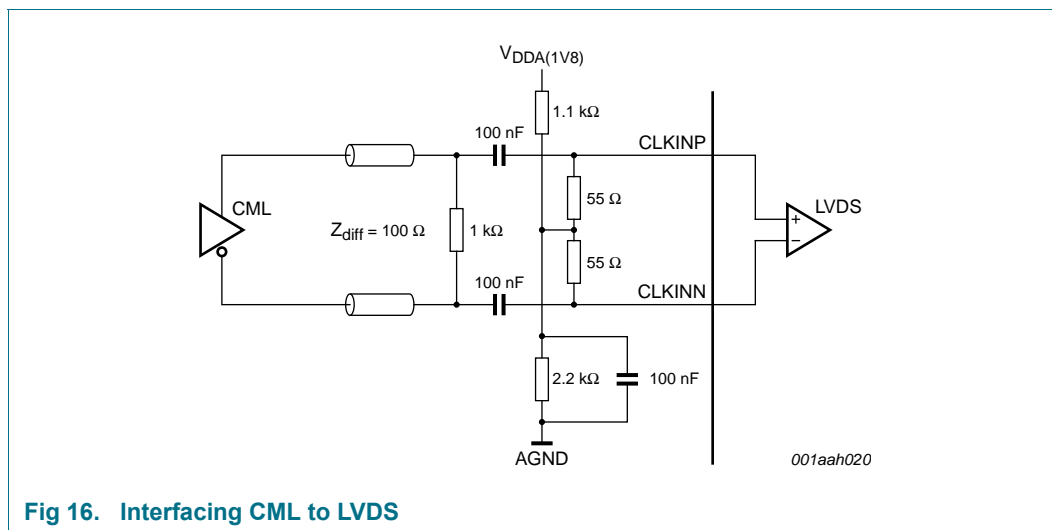 VDDA(1V8)
1.1 kΩ
100 nF
CLKINP
55 Ω
CML
LVDS
Zdiff = 100 Ω
1 kΩ
+
−
55 Ω
100 nF
CLKINN
2.2 kΩ
100 nF
AGND
001aah020
Fig 16. Interfacing CML to LVDS